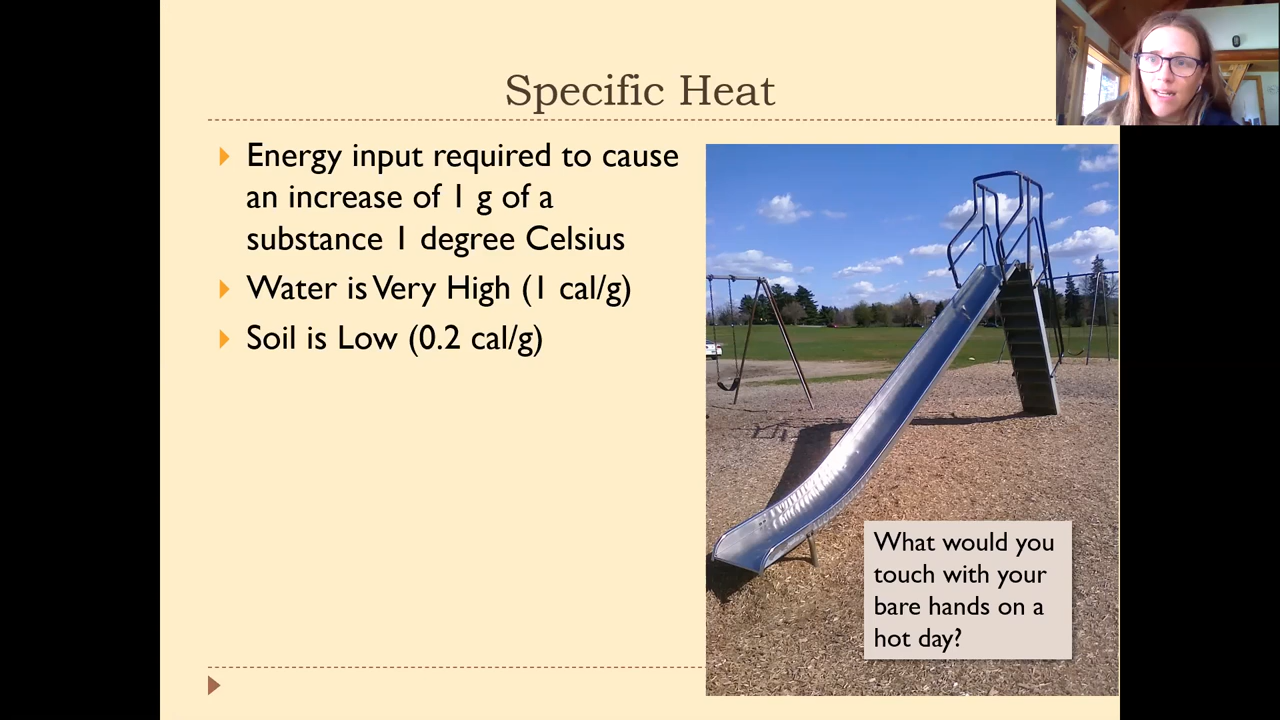 Specific Heat
Energy input required to cause
an increase of 1 g of a
substance 1 degree Celsius
Water is Very High (1 cal/g)
Soil is Low (0.2 cal/g)
What would you
touch with your
bare hands on a
hot day?